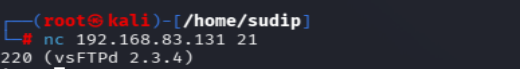 ┌──(root㉿kali)-[/home/sudip]
└─# nc 192.168.83.131 21
220 (vsFTPd 2.3.4)